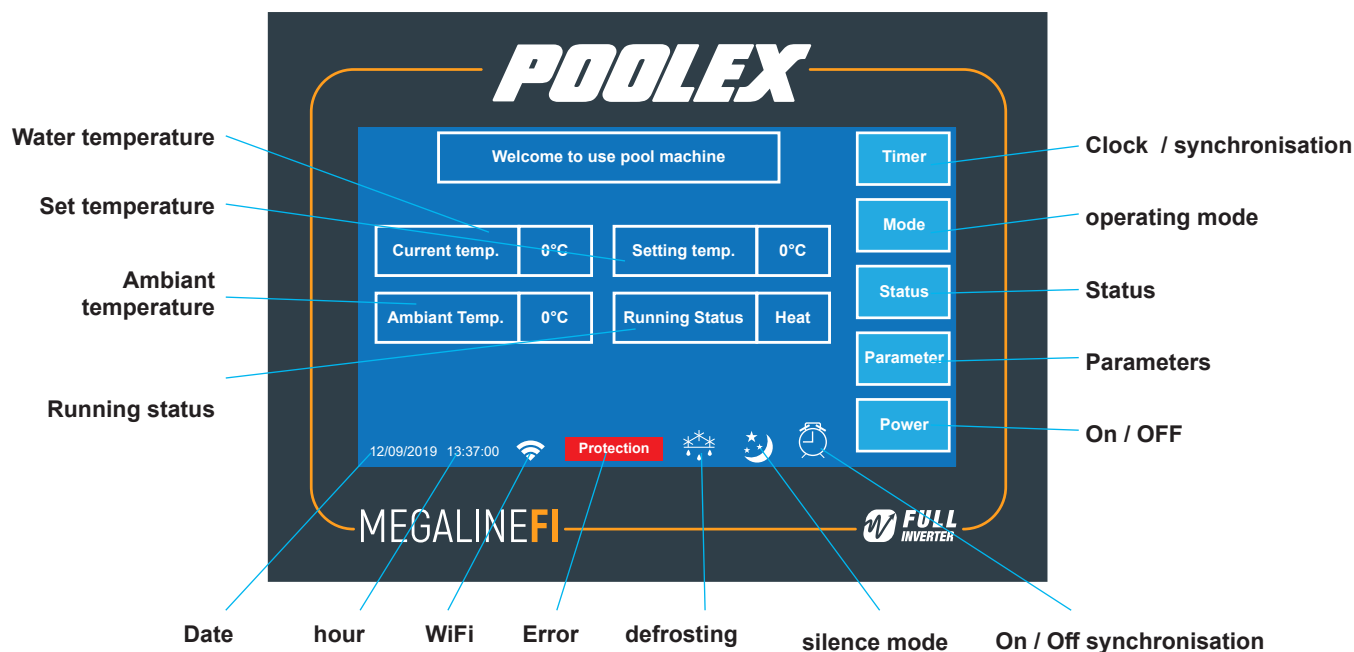 POOLEX
Water temperature
Welcome to use pool machine
Timer
Clock / synchronisation
Set temperature
Mode
operating mode
Current temp.
0°C
Setting temp.
0°C
Ambiant
temperature
Status
Status
Ambiant Temp.
0°C
Running Status
Heat
Parameter
Parameters
Running status
Power
On / OFF
12/09/2019
13:37:00
Protection
MEGALINEFI
FULL
INVERTER
Date
hour
WiFi
Error
defrosting
silence mode
On / Off synchronisation